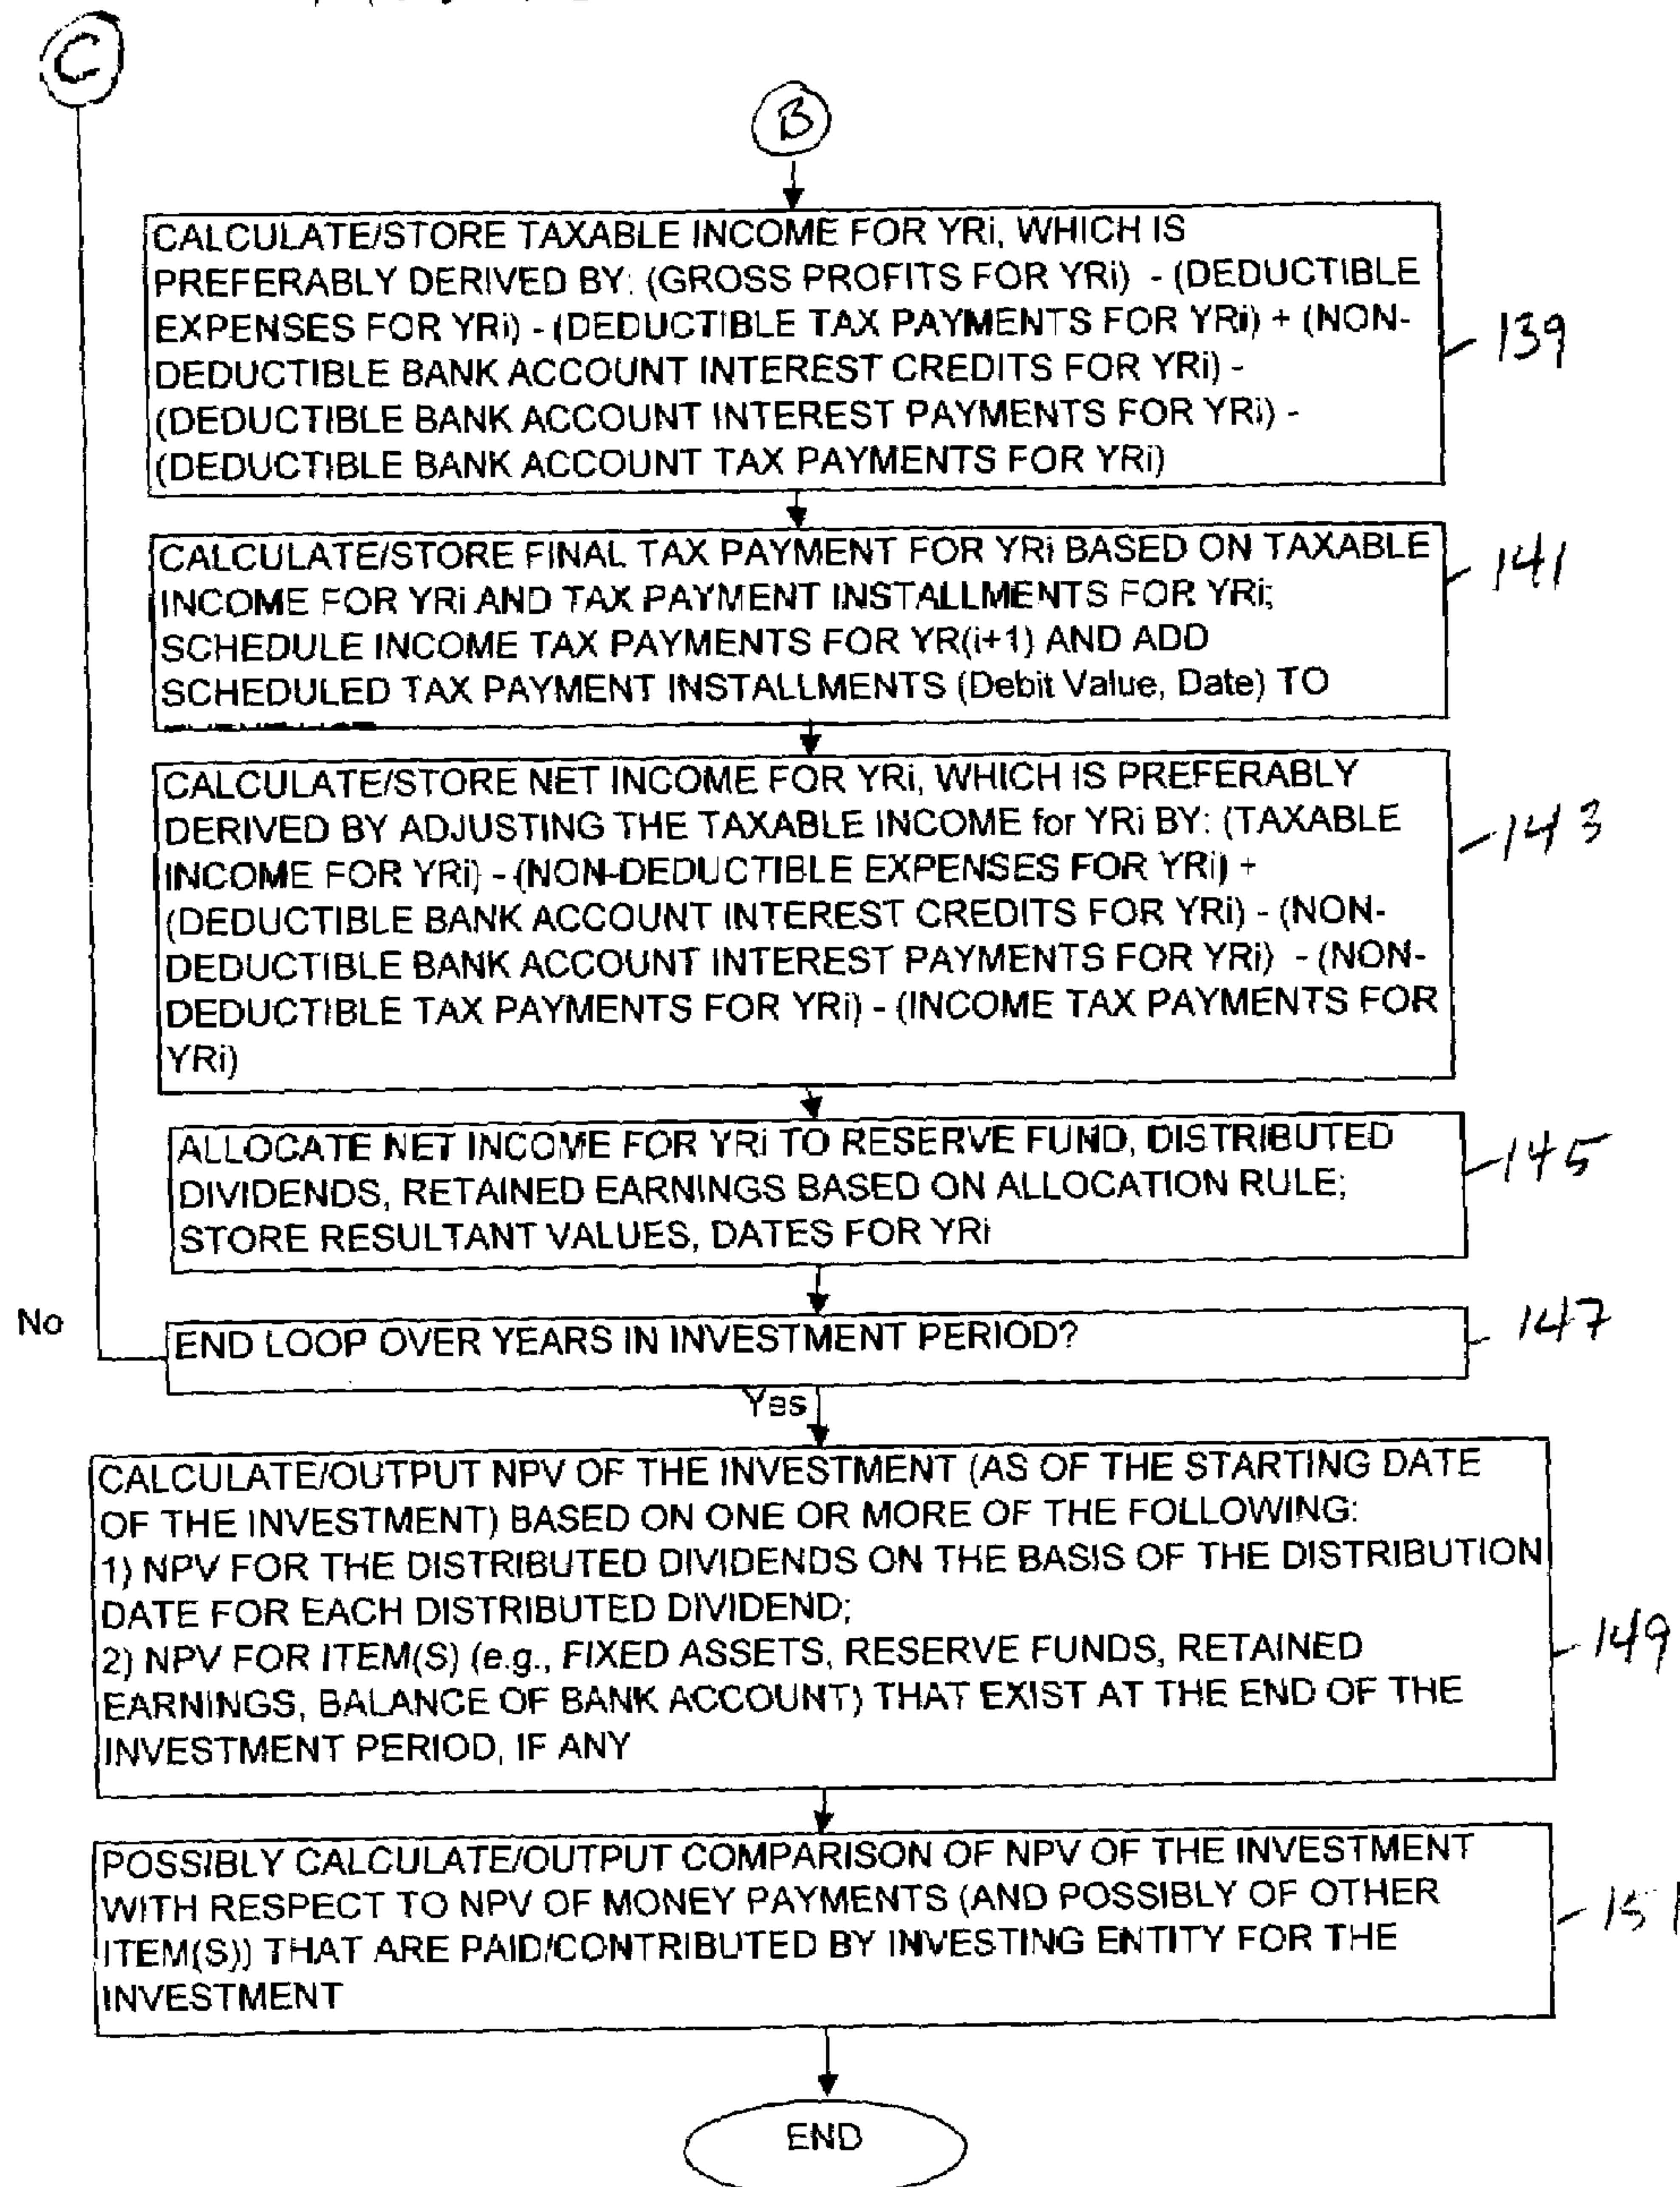 C
B
CALCULATE/STORE TAXABLE INCOME FOR YRi, WHICH IS
PREFERABLY DERIVED BY: (GROSS PROFITS FOR YRi) - (DEDUCTIBLE
EXPENSES FOR YRi) - (DEDUCTIBLE TAX PAYMENTS FOR YRi) + (NON-
DEDUCTIBLE BANK ACCOUNT INTEREST CREDITS FOR YRi) -
(DEDUCTIBLE BANK ACCOUNT INTEREST PAYMENTS FOR YRi) -
(DEDUCTIBLE BANK ACCOUNT TAX PAYMENTS FOR YRi)
139
CALCULATE/STORE FINAL TAX PAYMENT FOR YRi BASED ON TAXABLE
INCOME FOR YRi AND TAX PAYMENT INSTALLMENTS FOR YRi;
SCHEDULE INCOME TAX PAYMENTS FOR YR(i+1) AND ADD
SCHEDULED TAX PAYMENT INSTALLMENTS (Debit Value, Date) TO
141
CALCULATE/STORE NET INCOME FOR YRi, WHICH IS PREFERABLY
DERIVED BY ADJUSTING THE TAXABLE INCOME for YRi BY: (TAXABLE
INCOME FOR YRi) - (NON-DEDUCTIBLE EXPENSES FOR YRi) +
(DEDUCTIBLE BANK ACCOUNT INTEREST CREDITS FOR YRi) - (NON-
DEDUCTIBLE BANK ACCOUNT INTEREST PAYMENTS FOR YRi) - (NON-
DEDUCTIBLE TAX PAYMENTS FOR YRi) - (INCOME TAX PAYMENTS FOR
YRi)
143
ALLOCATE NET INCOME FOR YRi TO RESERVE FUND, DISTRIBUTED
DIVIDENDS, RETAINED EARNINGS BASED ON ALLOCATION RULE;
STORE RESULTANT VALUES, DATES FOR YRi
145
No
END LOOP OVER YEARS IN INVESTMENT PERIOD?
147
Yes
CALCULATE/OUTPUT NPV OF THE INVESTMENT (AS OF THE STARTING DATE
OF THE INVESTMENT) BASED ON ONE OR MORE OF THE FOLLOWING:
1) NPV FOR THE DISTRIBUTED DIVIDENDS ON THE BASIS OF THE DISTRIBUTION
DATE FOR EACH DISTRIBUTED DIVIDEND;
2) NPV FOR ITEM(S) (e.g., FIXED ASSETS, RESERVE FUNDS, RETAINED
EARNINGS, BALANCE OF BANK ACCOUNT) THAT EXIST AT THE END OF THE
INVESTMENT PERIOD, IF ANY
149
POSSIBLY CALCULATE/OUTPUT COMPARISON OF NPV OF THE INVESTMENT
WITH RESPECT TO NPV OF MONEY PAYMENTS (AND POSSIBLY OF OTHER
ITEM(S)) THAT ARE PAID/CONTRIBUTED BY INVESTING ENTITY FOR THE
INVESTMENT
151
END